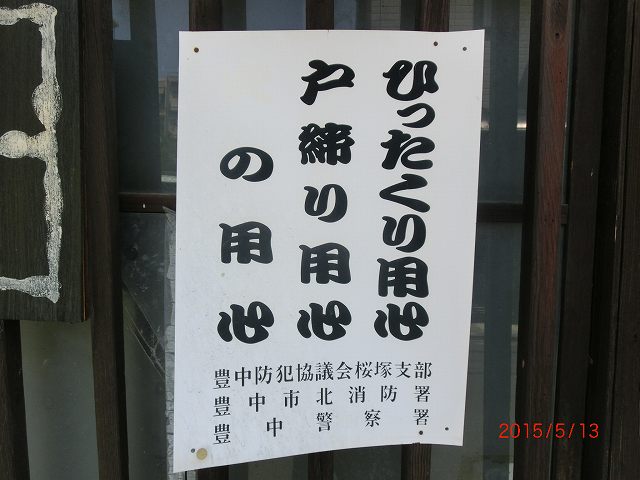 ひったくり用心
戸締り用心
の用心
豊中防犯協議会桜塚支部
豊中市北消防署
豊中警察署
2015/5/13